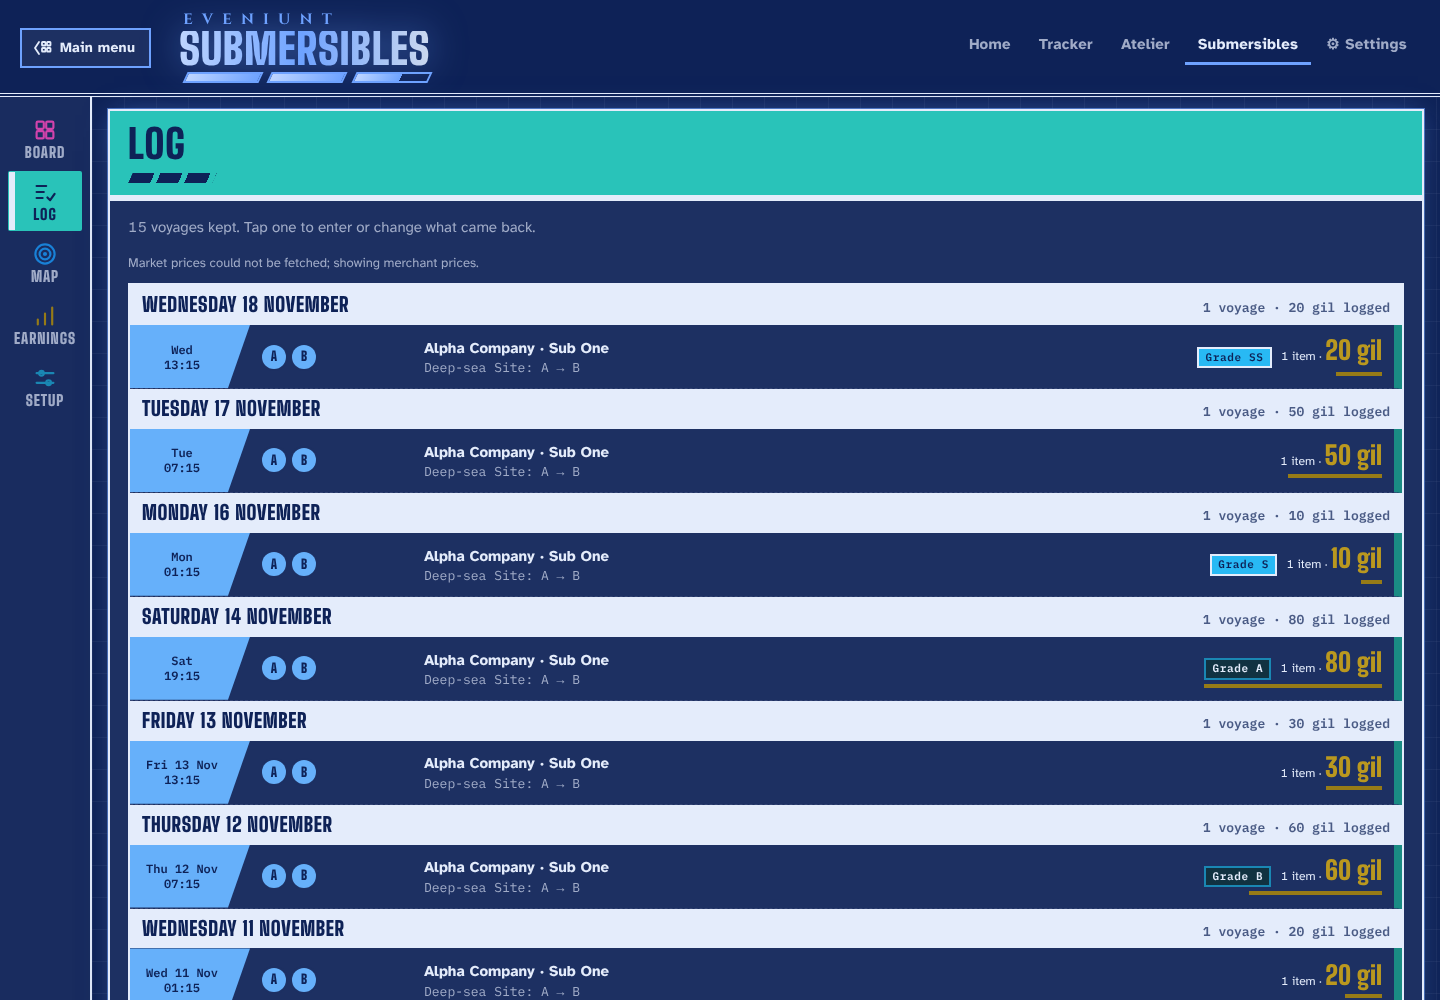 Main menu
EVENIUNT
SUBMERSIBLES
Home
Tracker
Atelier
Submersibles
Settings
BOARD
LOG
MAP
EARNINGS
SETUP
LOG
15 voyages kept. Tap one to enter or change what came back.
Market prices could not be fetched; showing merchant prices.
WEDNESDAY 18 NOVEMBER
1 voyage · 20 gil logged
Wed
13:15
A B
Alpha Company · Sub One
Deep-sea Site: A → B
Grade SS
1 item · 20 gil
TUESDAY 17 NOVEMBER
1 voyage · 50 gil logged
Tue
07:15
A B
Alpha Company · Sub One
Deep-sea Site: A → B
1 item · 50 gil
MONDAY 16 NOVEMBER
1 voyage · 10 gil logged
Mon
01:15
A B
Alpha Company · Sub One
Deep-sea Site: A → B
Grade S
1 item · 10 gil
SATURDAY 14 NOVEMBER
1 voyage · 80 gil logged
Sat
19:15
A B
Alpha Company · Sub One
Deep-sea Site: A → B
Grade A
1 item · 80 gil
FRIDAY 13 NOVEMBER
1 voyage · 30 gil logged
Fri 13 Nov
13:15
A B
Alpha Company · Sub One
Deep-sea Site: A → B
1 item · 30 gil
THURSDAY 12 NOVEMBER
1 voyage · 60 gil logged
Thu 12 Nov
07:15
A B
Alpha Company · Sub One
Deep-sea Site: A → B
Grade B
1 item · 60 gil
WEDNESDAY 11 NOVEMBER
1 voyage · 20 gil logged
Wed 11 Nov
01:15
A B
Alpha Company · Sub One
Deep-sea Site: A → B
1 item · 20 gil